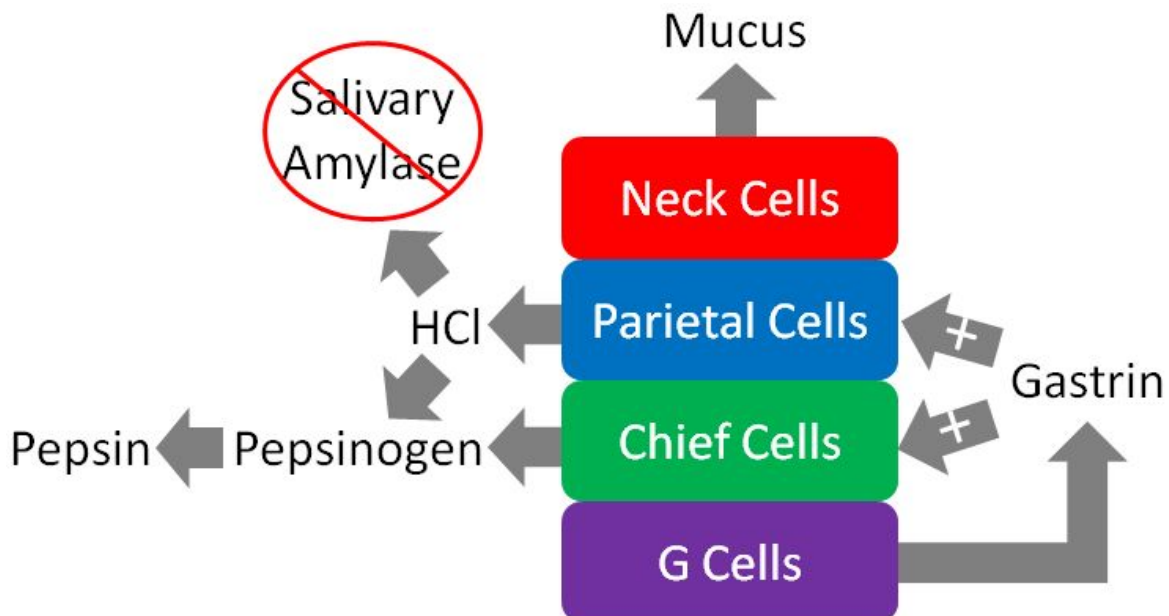 Mucus
Salivary
Amylase
Neck Cells
HCl
Parietal Cells
+
Gastrin
+
Pepsin
Pepsinogen
Chief Cells
G Cells